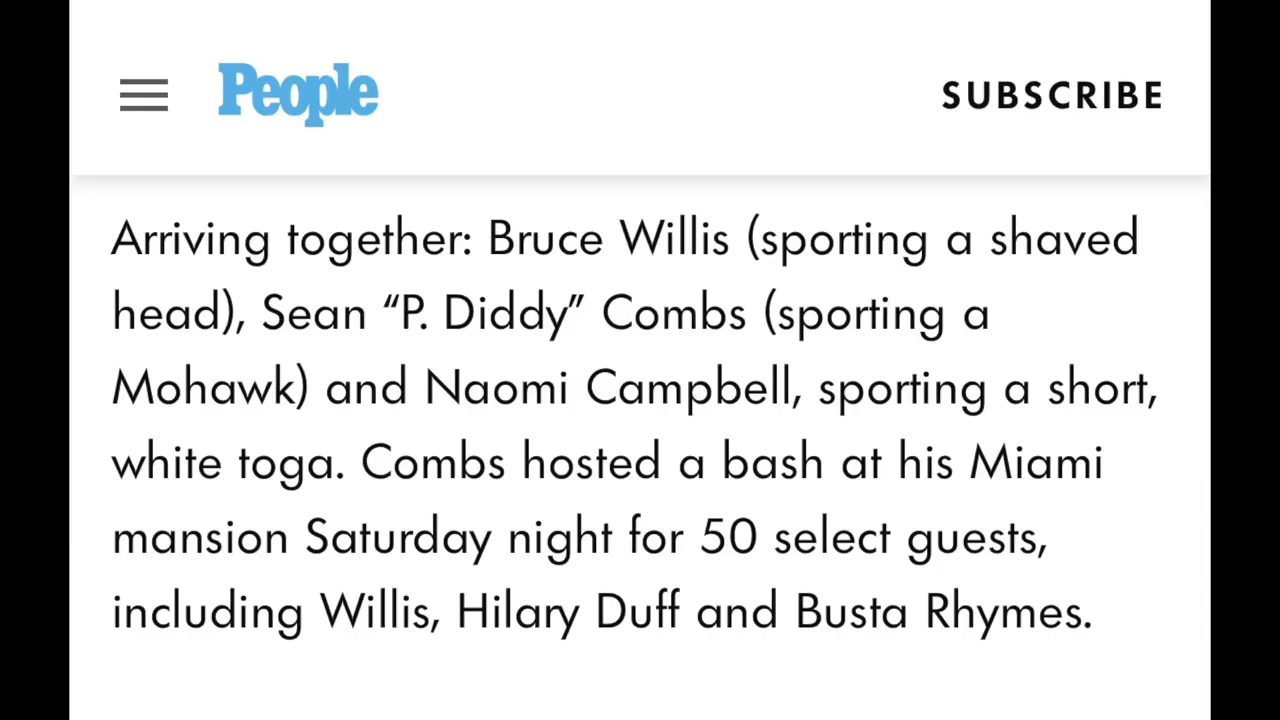 People
SUBSCRIBE
Arriving together: Bruce Willis (sporting a shaved
head), Sean “P. Diddy” Combs (sporting a
Mohawk) and Naomi Campbell, sporting a short,
white toga. Combs hosted a bash at his Miami
mansion Saturday night for 50 select guests,
including Willis, Hilary Duff and Busta Rhymes.